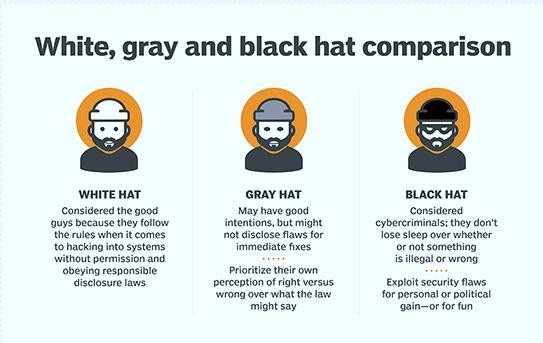 White, gray and black hat comparison
WHITE HAT
Considered the good
guys because they follow
the rules when it comes
to hacking into systems
without permission and
obeying responsible
disclosure laws
GRAY HAT
May have good
intentions, but might
not disclose flaws for
immediate fixes
Prioritize their own
perception of right versus
wrong over what the law
might say
BLACK HAT
Considered
cybercriminals; they don't
lose sleep over whether
or not something
is illegal or wrong
Exploit security flaws
for personal or political
gain—or for fun